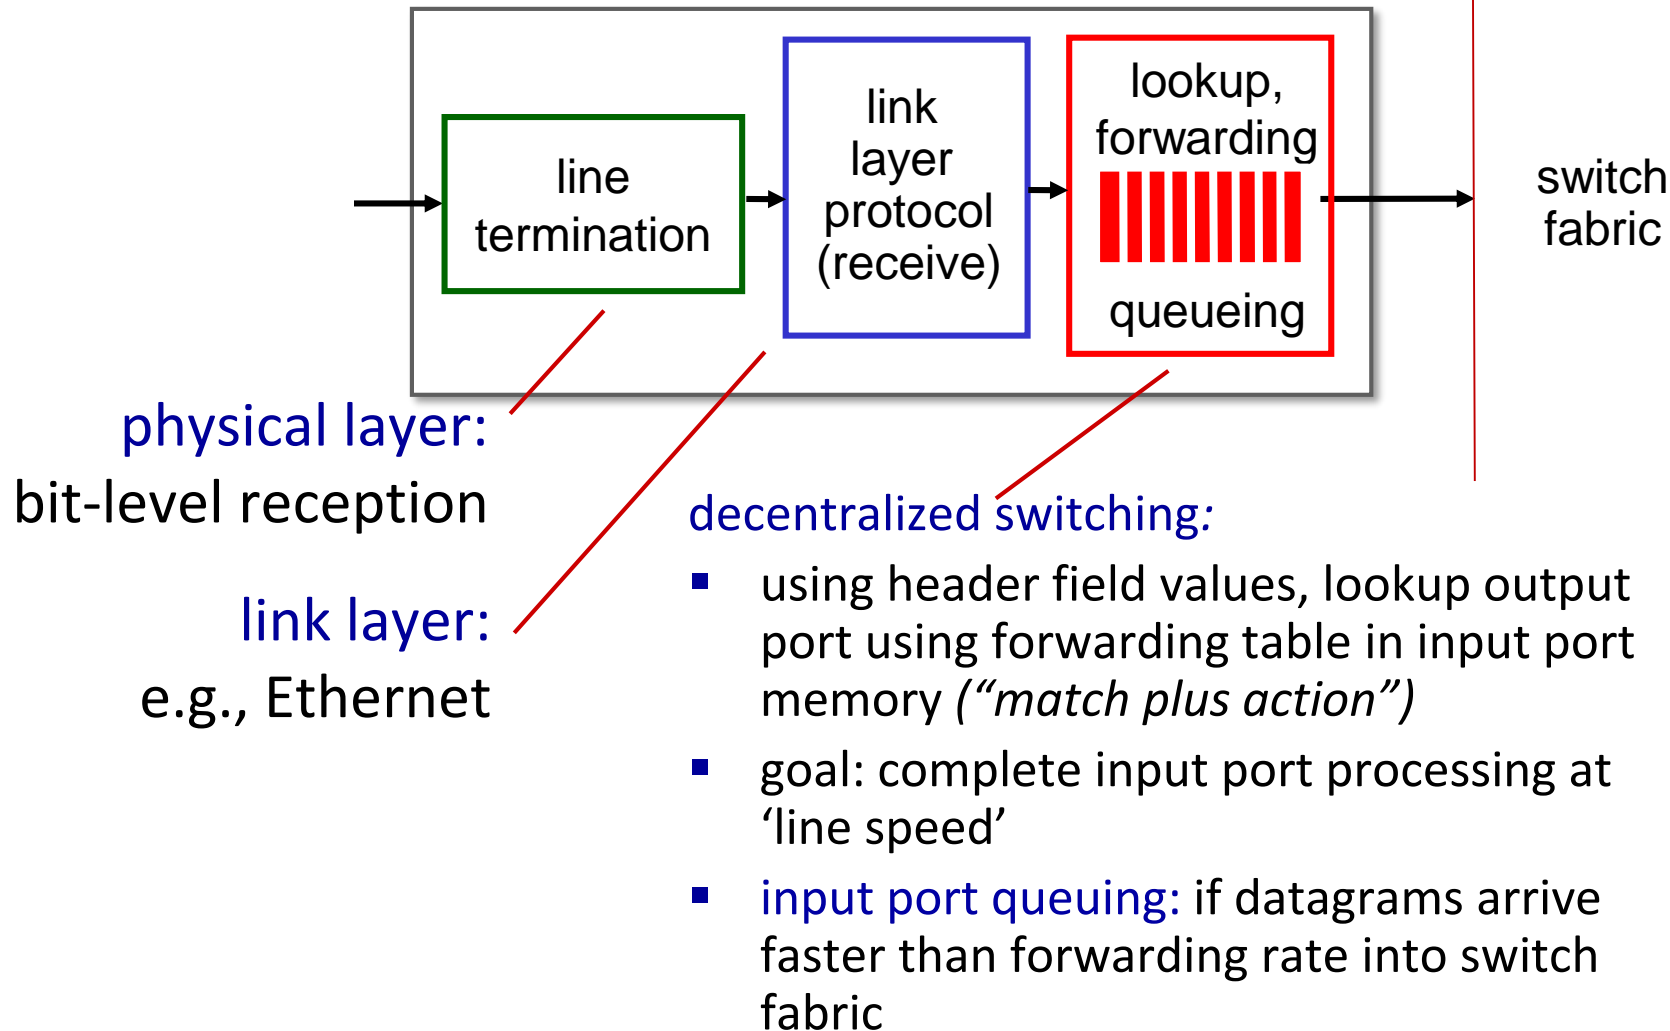 line
termination
link
layer
protocol
(receive)
lookup,
forwarding
queueing
switch
fabric
physical layer:
bit-level reception
link layer:
e.g., Ethernet
decentralized switching:
▪ using header field values, lookup output
port using forwarding table in input port
memory (“match plus action”)
▪ goal: complete input port processing at
‘line speed’
▪ input port queuing: if datagrams arrive
faster than forwarding rate into switch
fabric